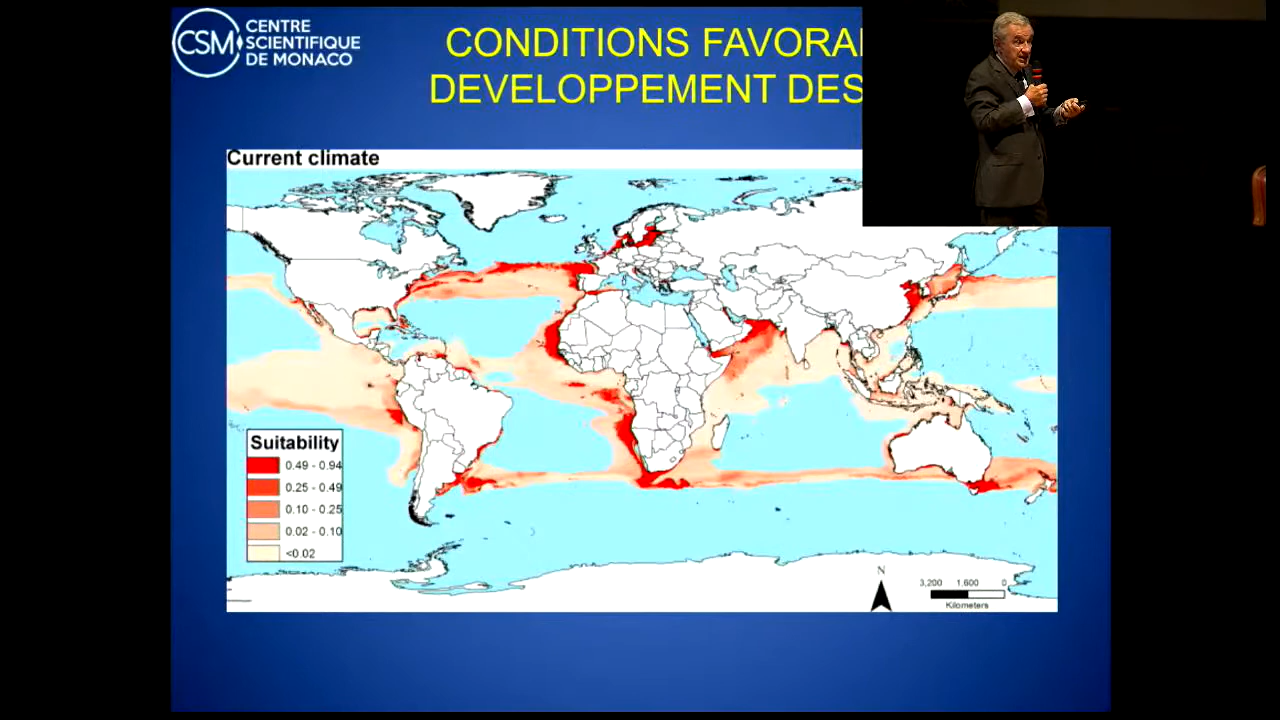 CSM
CENTRE
SCIENTIFIQUE
DE MONACO
CONDITIONS
DEVELOPPEMENT DES
Current climate
Suitability
0.49 - 0.94
0.25 - 0.49
0.10 - 0.25
0.02 - 0.10
<0.02
N
3,200 1,600 0
Kilometers